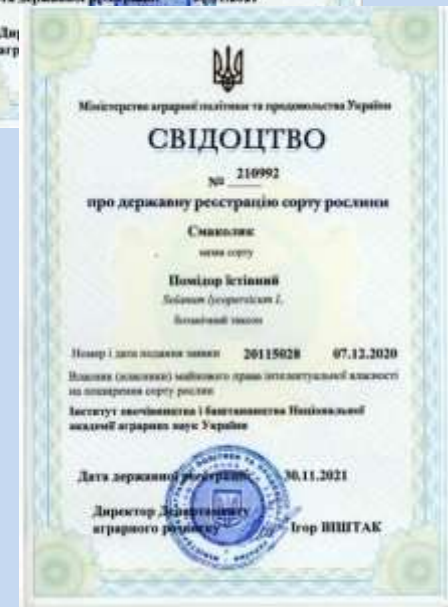 Міністерство аграрної політики та продовольства України
СВІДОЦТВО
№ 210992
про державну реєстрацію сорту рослини
Смаколик
назва сорту
Помідор їстівний
Solanum lycopersicum L.
ботанічний таксон
Номер і дата подання заявки 20115028 07.12.2020
Власник (власники) майнового права інтелектуальної власності
на поширення сорту рослин
Інститут овочівництва і баштанництва Національної
академії аграрних наук України
Дата державної реєстрації 30.11.2021
Директор Департаменту
аграрного розвитку Ігор ВІШТАК